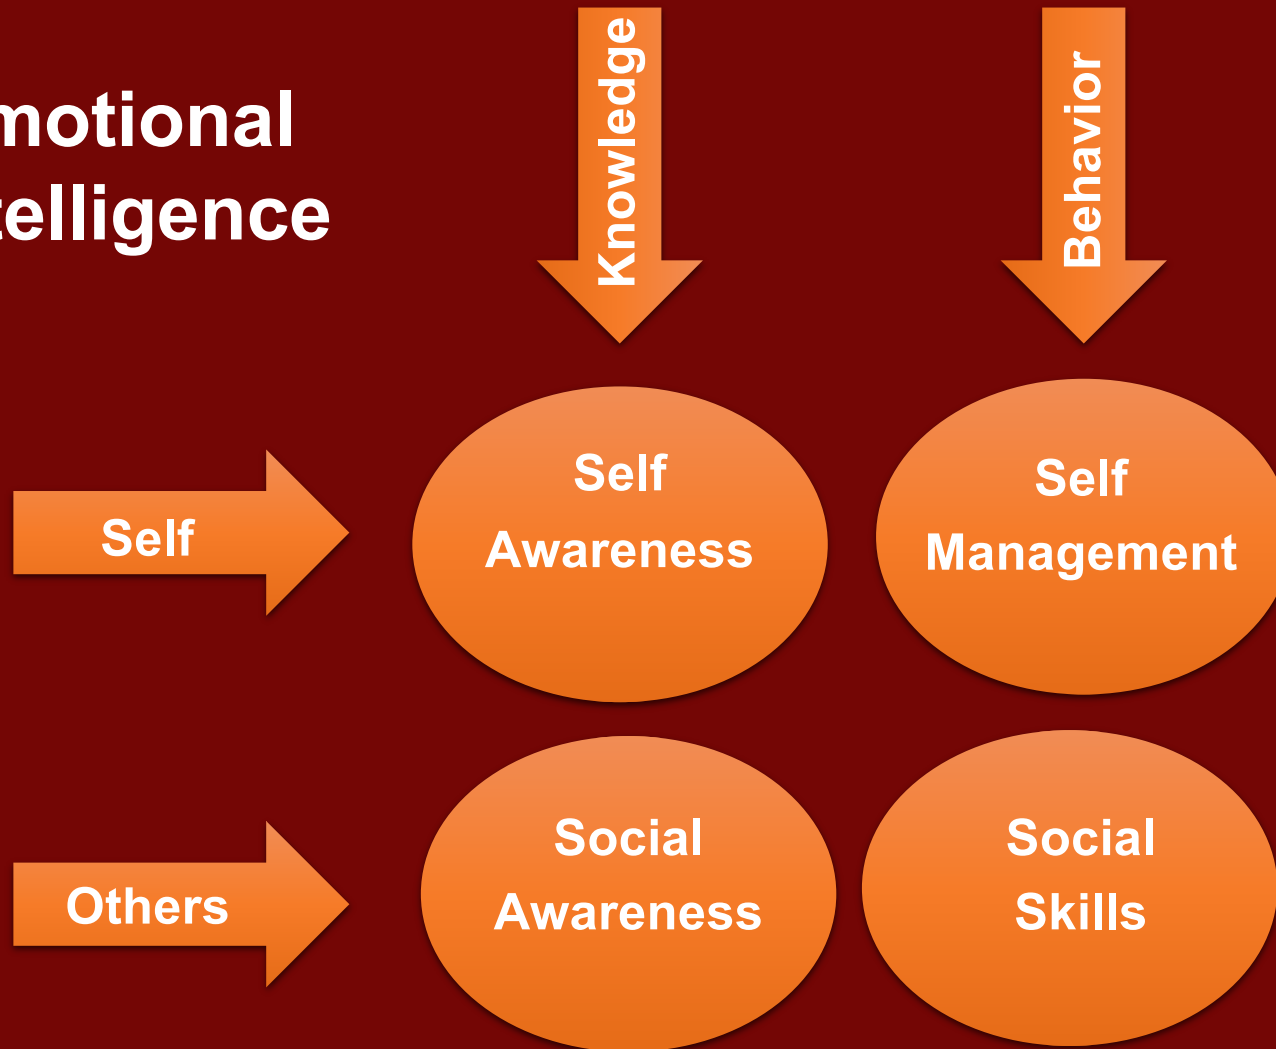 motional
telligence
Knowledge
Behavior
Self
Self
Awareness
Self
Management
Others
Social
Awareness
Social
Skills